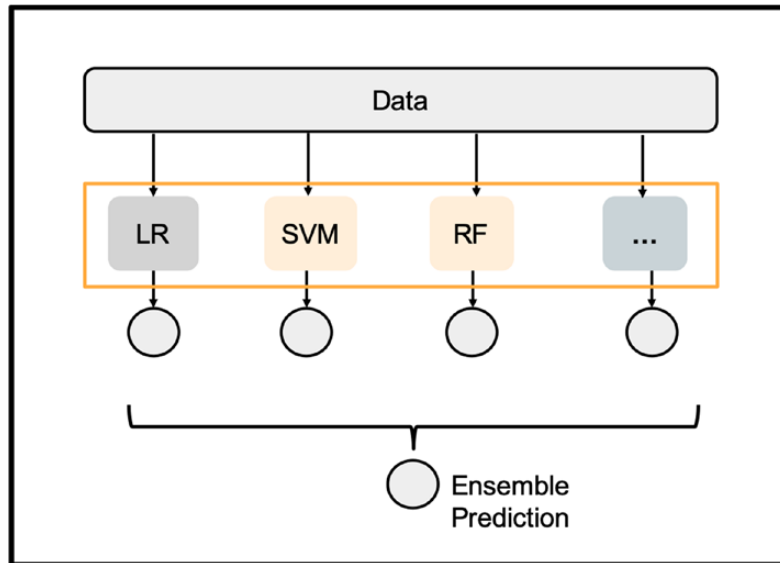 Data
LR
SVM
RF
...
Ensemble
Prediction